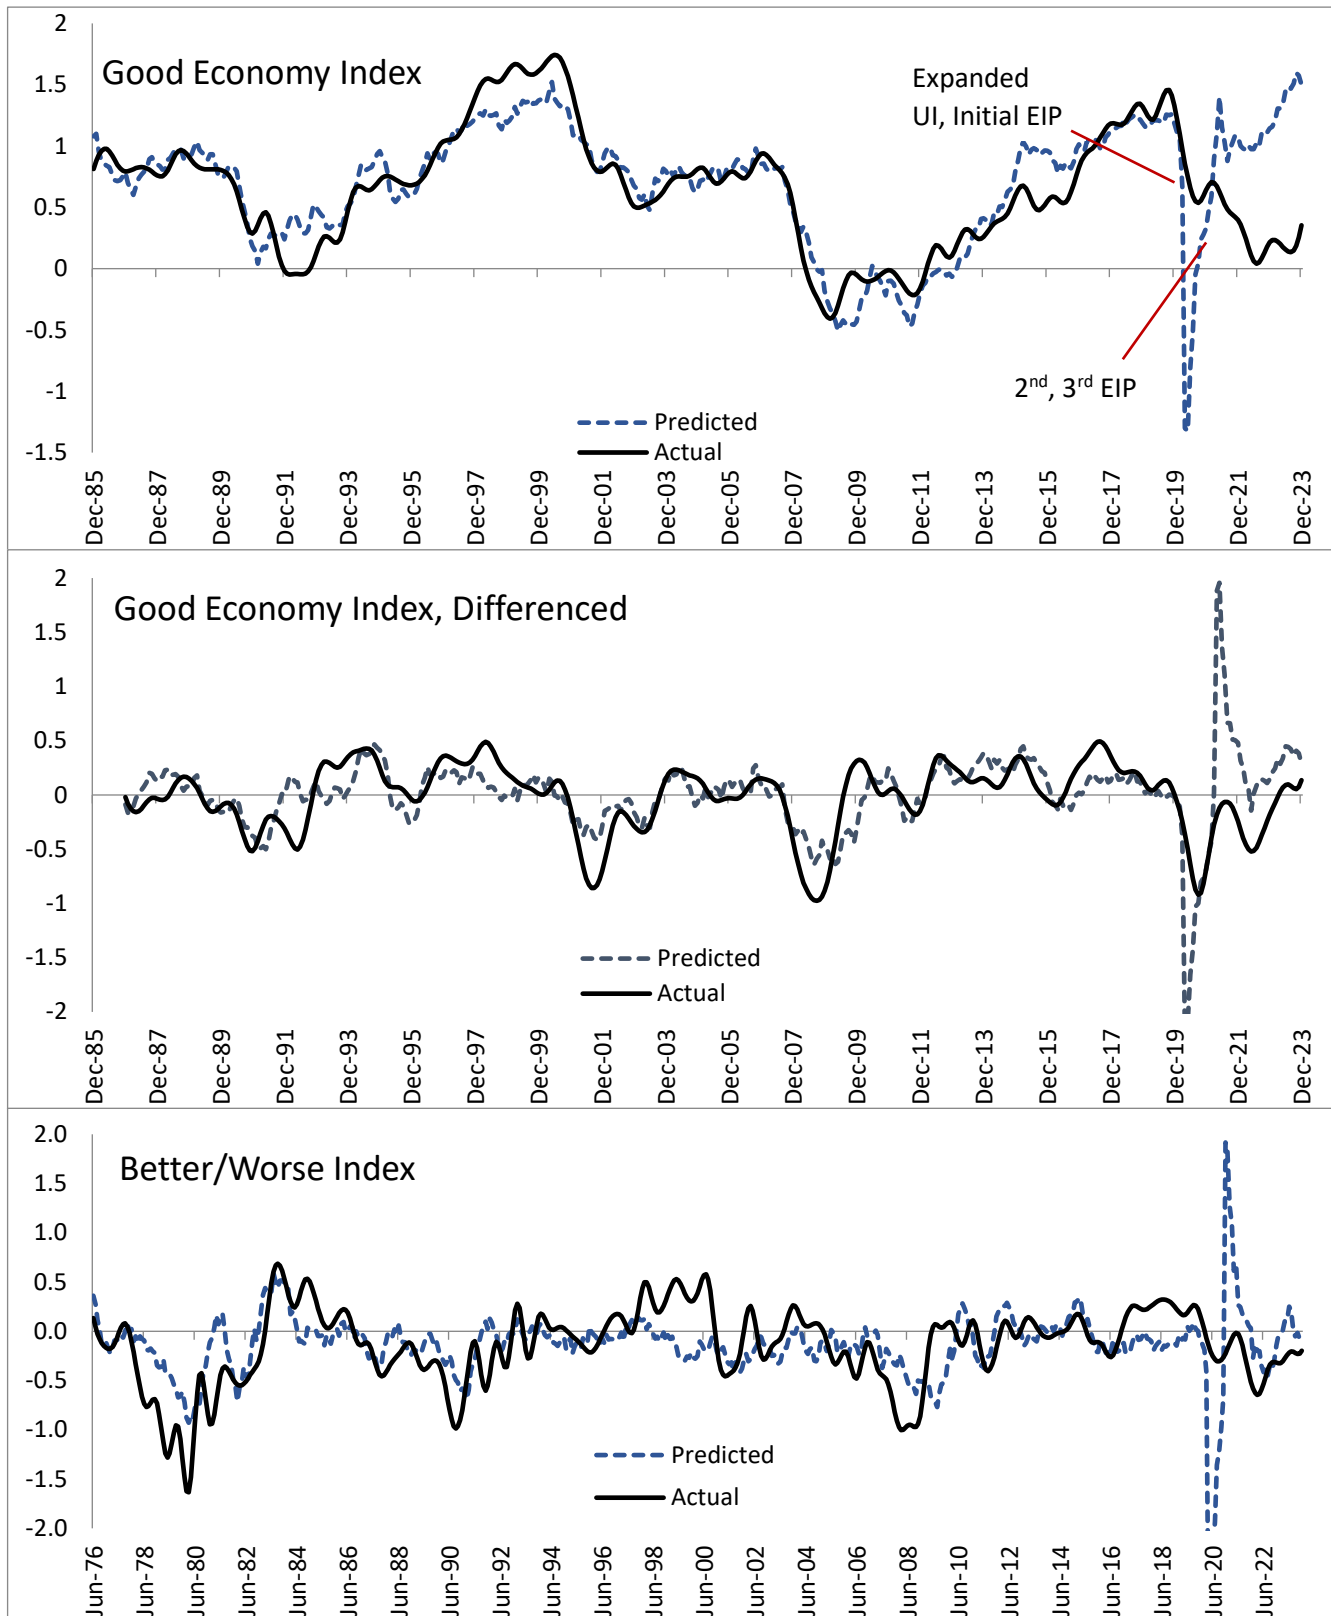 2
Good Economy Index
1.5
1
0.5
0
-0.5
-1
-1.5
Expanded
UI, Initial EIP
2nd, 3rd EIP
Predicted
Actual
Dec-85
Dec-87
Dec-89
Dec-91
Dec-93
Dec-95
Dec-97
Dec-99
Dec-01
Dec-03
Dec-05
Dec-07
Dec-09
Dec-11
Dec-13
Dec-15
Dec-17
Dec-19
Dec-21
Dec-23
2
Good Economy Index, Differenced
1.5
1
0.5
0
-0.5
-1
-1.5
-2
Predicted
Actual
Dec-85
Dec-87
Dec-89
Dec-91
Dec-93
Dec-95
Dec-97
Dec-99
Dec-01
Dec-03
Dec-05
Dec-07
Dec-09
Dec-11
Dec-13
Dec-15
Dec-17
Dec-19
Dec-21
Dec-23
2.0
Better/Worse Index
1.5
1.0
0.5
0.0
-0.5
-1.0
-1.5
-2.0
Predicted
Actual
Jun-76
Jun-78
Jun-80
Jun-82
Jun-84
Jun-86
Jun-88
Jun-90
Jun-92
Jun-94
Jun-96
Jun-98
Jun-00
Jun-02
Jun-04
Jun-06
Jun-08
Jun-10
Jun-12
Jun-14
Jun-16
Jun-18
Jun-20
Jun-22